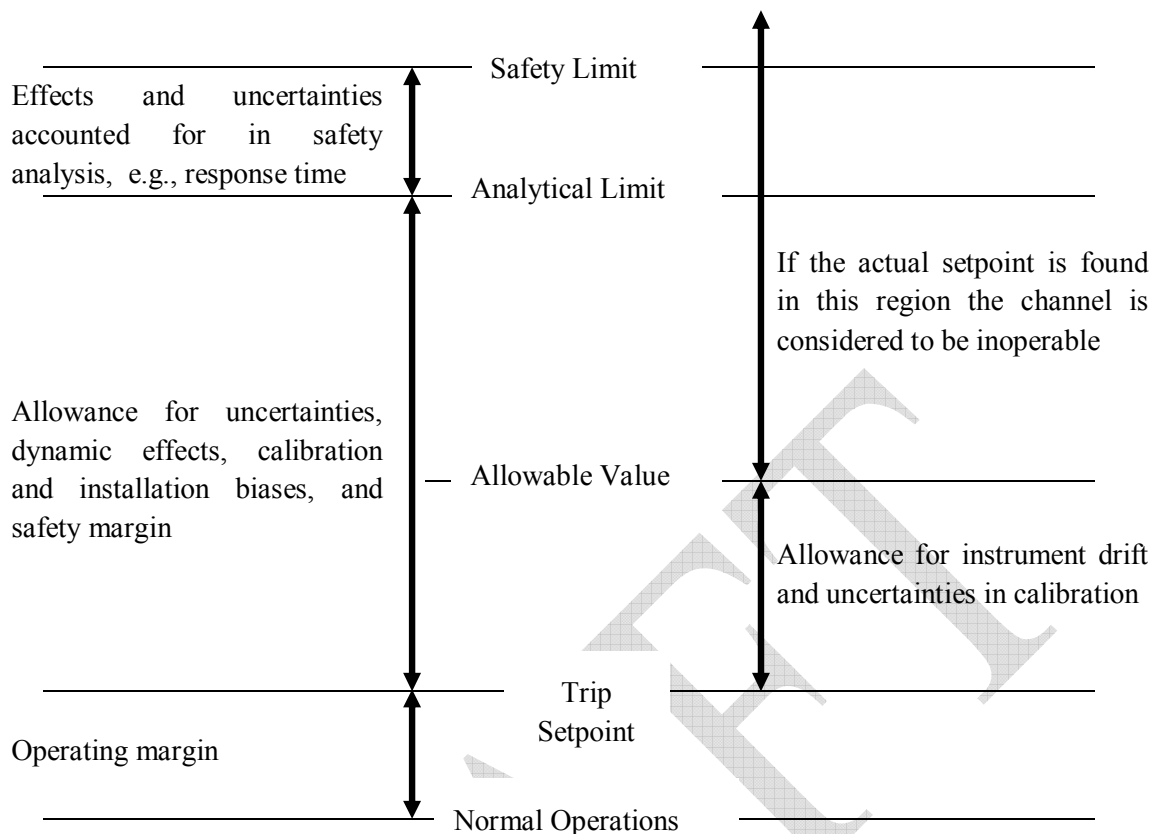 Safety Limit
Effects and uncertainties
accounted for in safety
analysis, e.g., response time
Analytical Limit
If the actual setpoint is found
in this region the channel is
considered to be inoperable
Allowance for uncertainties,
dynamic effects, calibration
and installation biases, and
safety margin
Allowable Value
Allowance for instrument drift
and uncertainties in calibration
Trip
Setpoint
Operating margin
Normal Operations